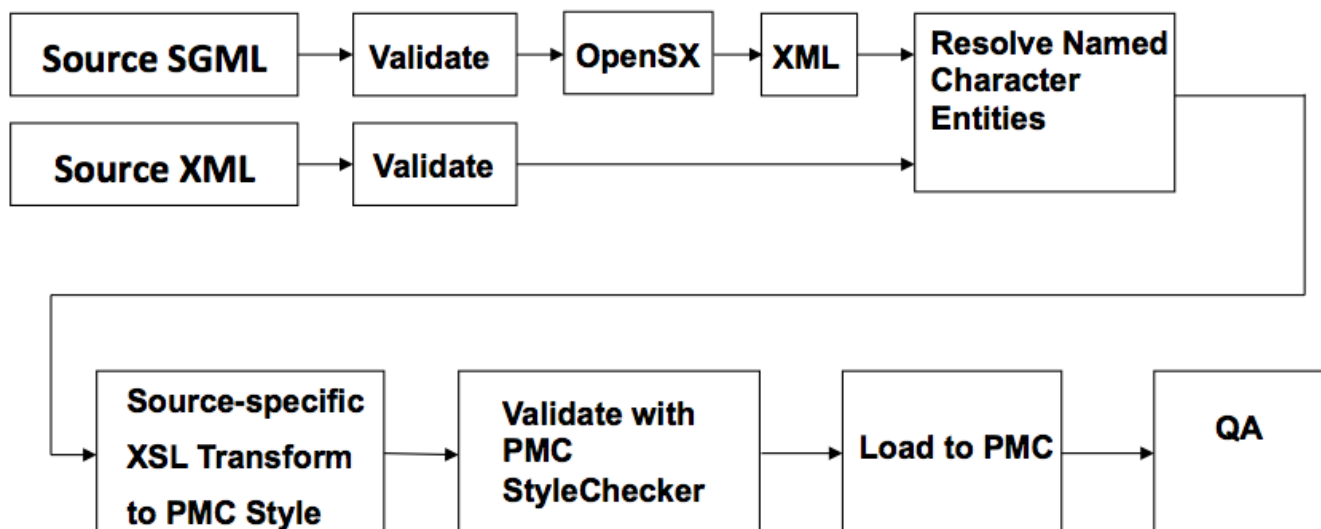 Source SGML
Validate
OpenSX
XML
Resolve Named
Character
Entities
Source XML
Validate
Source-specific
XSL Transform
to PMC Style
Validate with
PMC
StyleChecker
Load to PMC
QA